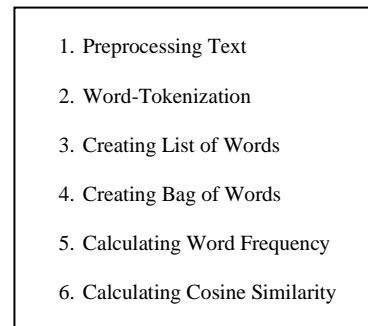 1. Preprocessing Text
2. Word-Tokenization
3. Creating List of Words
4. Creating Bag of Words
5. Calculating Word Frequency
6. Calculating Cosine Similarity